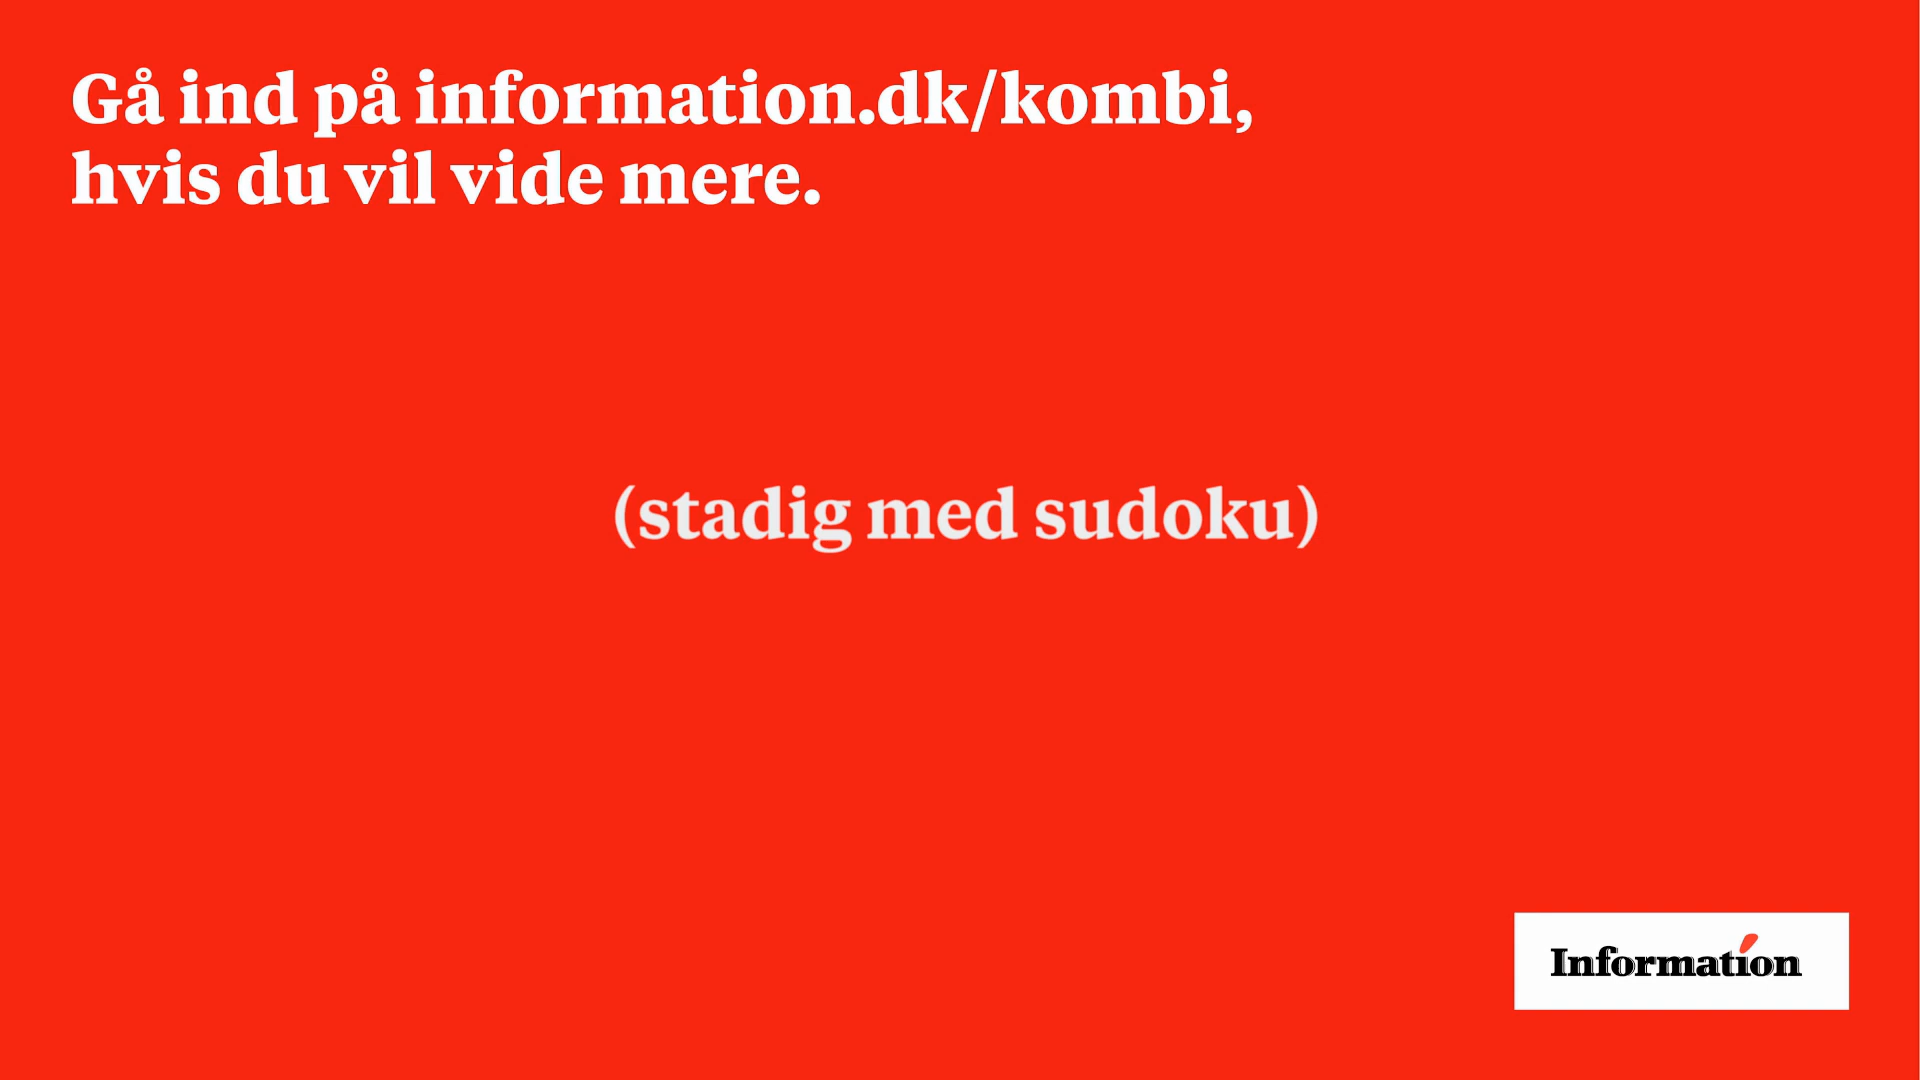 Gå ind på information.dk/kombi,
hvis du vil vide mere.
(stadig med sudoku)
Information